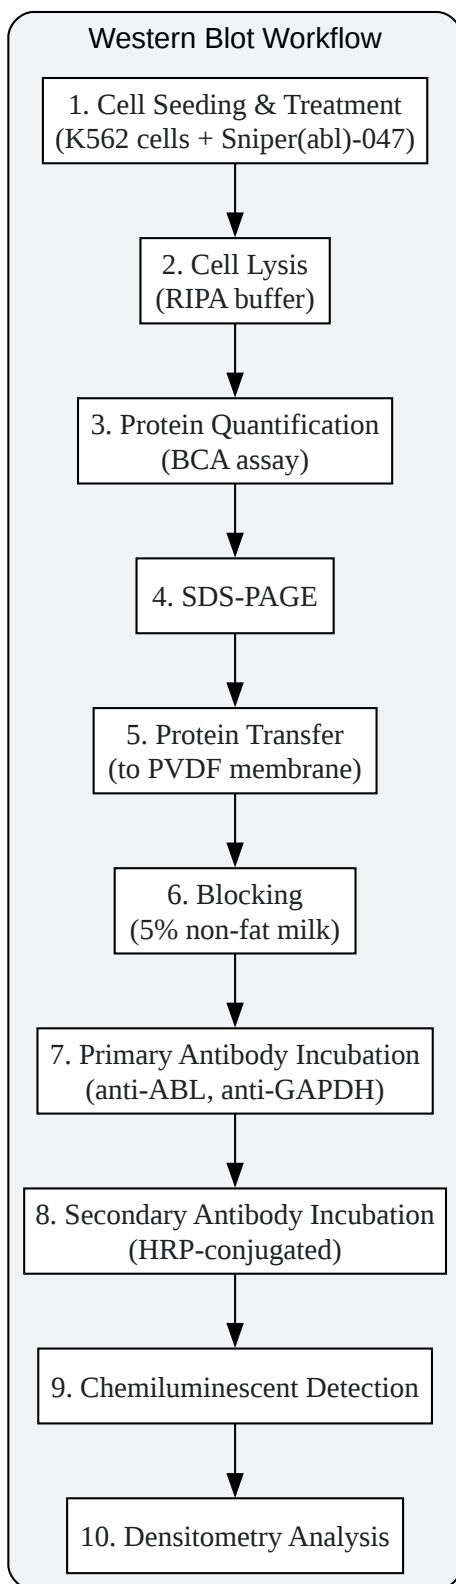 Western Blot Workflow
1. Cell Seeding & Treatment
(K562 cells + Sniper(abl)-047)
2. Cell Lysis
(RIPA buffer)
3. Protein Quantification
(BCA assay)
4. SDS-PAGE
5. Protein Transfer
(to PVDF membrane)
6. Blocking
(5% non-fat milk)
7. Primary Antibody Incubation
(anti-ABL, anti-GAPDH)
8. Secondary Antibody Incubation
(HRP-conjugated)
9. Chemiluminescent Detection
10. Densitometry Analysis